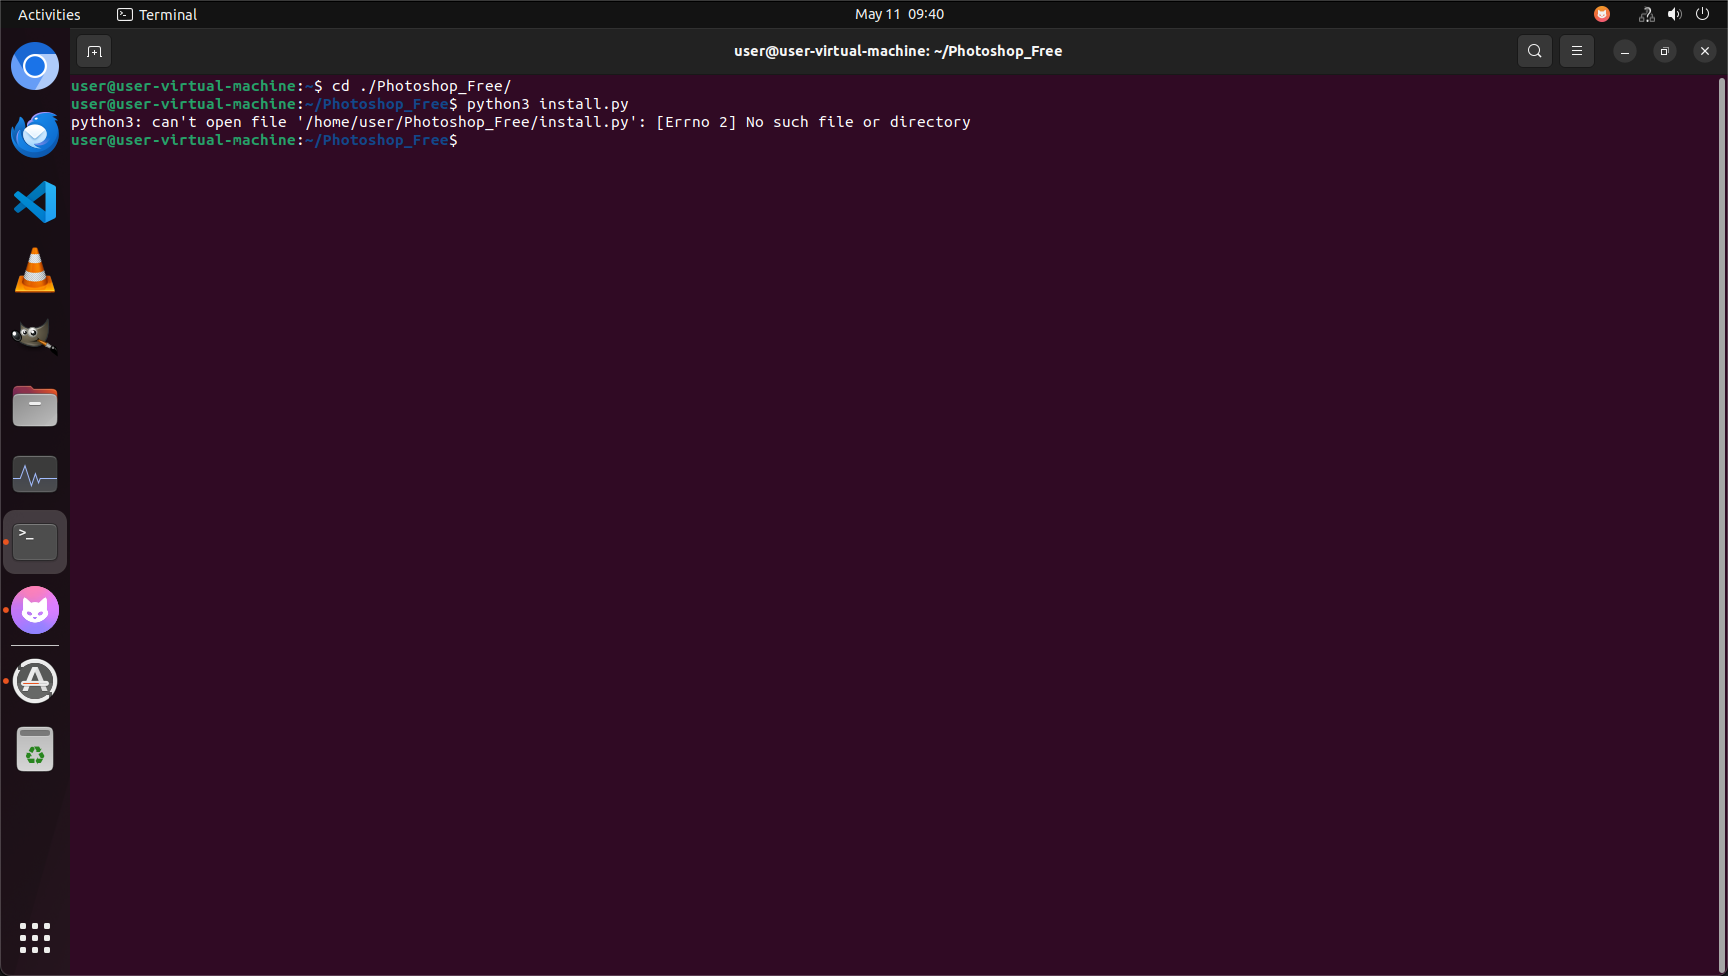 Activities
Terminal
May 11 09:40
user@user-virtual-machine: ~/Photoshop_Free
user@user-virtual-machine:~$ cd ./Photoshop_Free/
user@user-virtual-machine:~/Photoshop_Free$ python3 install.py
python3: can't open file '/home/user/Photoshop_Free/install.py': [Errno 2] No such file or directory
user@user-virtual-machine:~/Photoshop_Free$